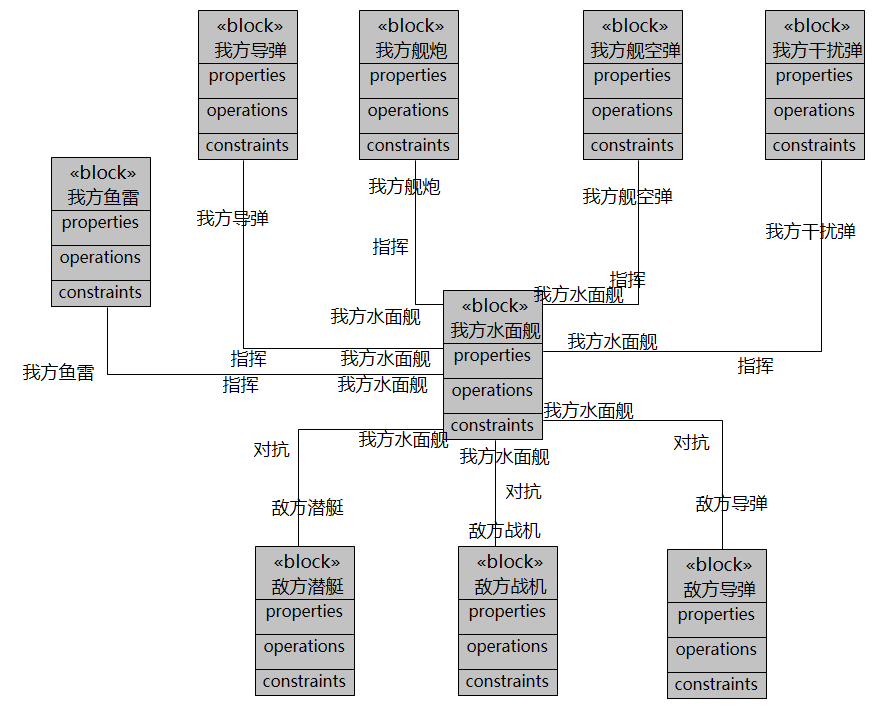 «block»
我方导弹
properties
operations
constraints
«block»
我方舰炮
properties
operations
constraints
«block»
我方舰空弹
properties
operations
constraints
«block»
我方干扰弹
properties
operations
constraints
«block»
我方鱼雷
properties
operations
constraints
我方导弹
我方舰炮
我方舰空弹
我方干扰弹
指挥
指挥
我方水面舰
我方水面舰
«block»
我方水面舰
properties
operations
constraints
我方水面舰
指挥
我方水面舰
指挥
我方鱼雷
指挥
我方水面舰
我方水面舰
对抗
我方水面舰
对抗
我方水面舰
对抗
敌方潜艇
敌方战机
敌方导弹
«block»
敌方潜艇
properties
operations
constraints
«block»
敌方战机
properties
operations
constraints
«block»
敌方导弹
properties
operations
constraints